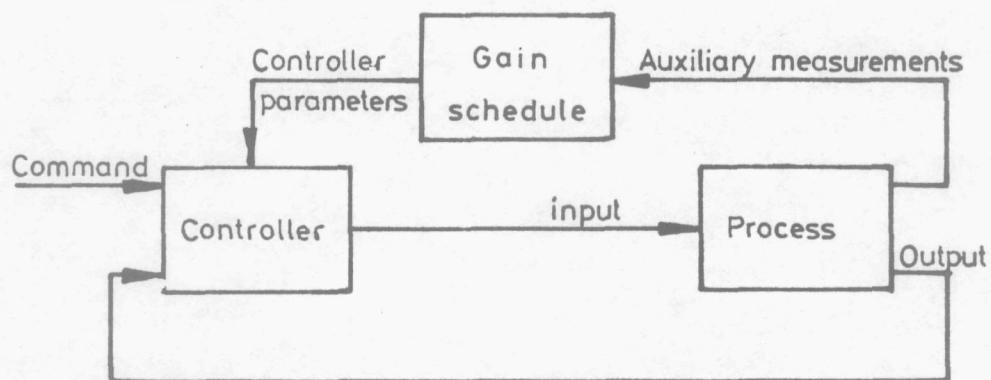 Gain
schedule
Controller
parameters
Auxiliary measurements
Command
Controller
input
Process
Output